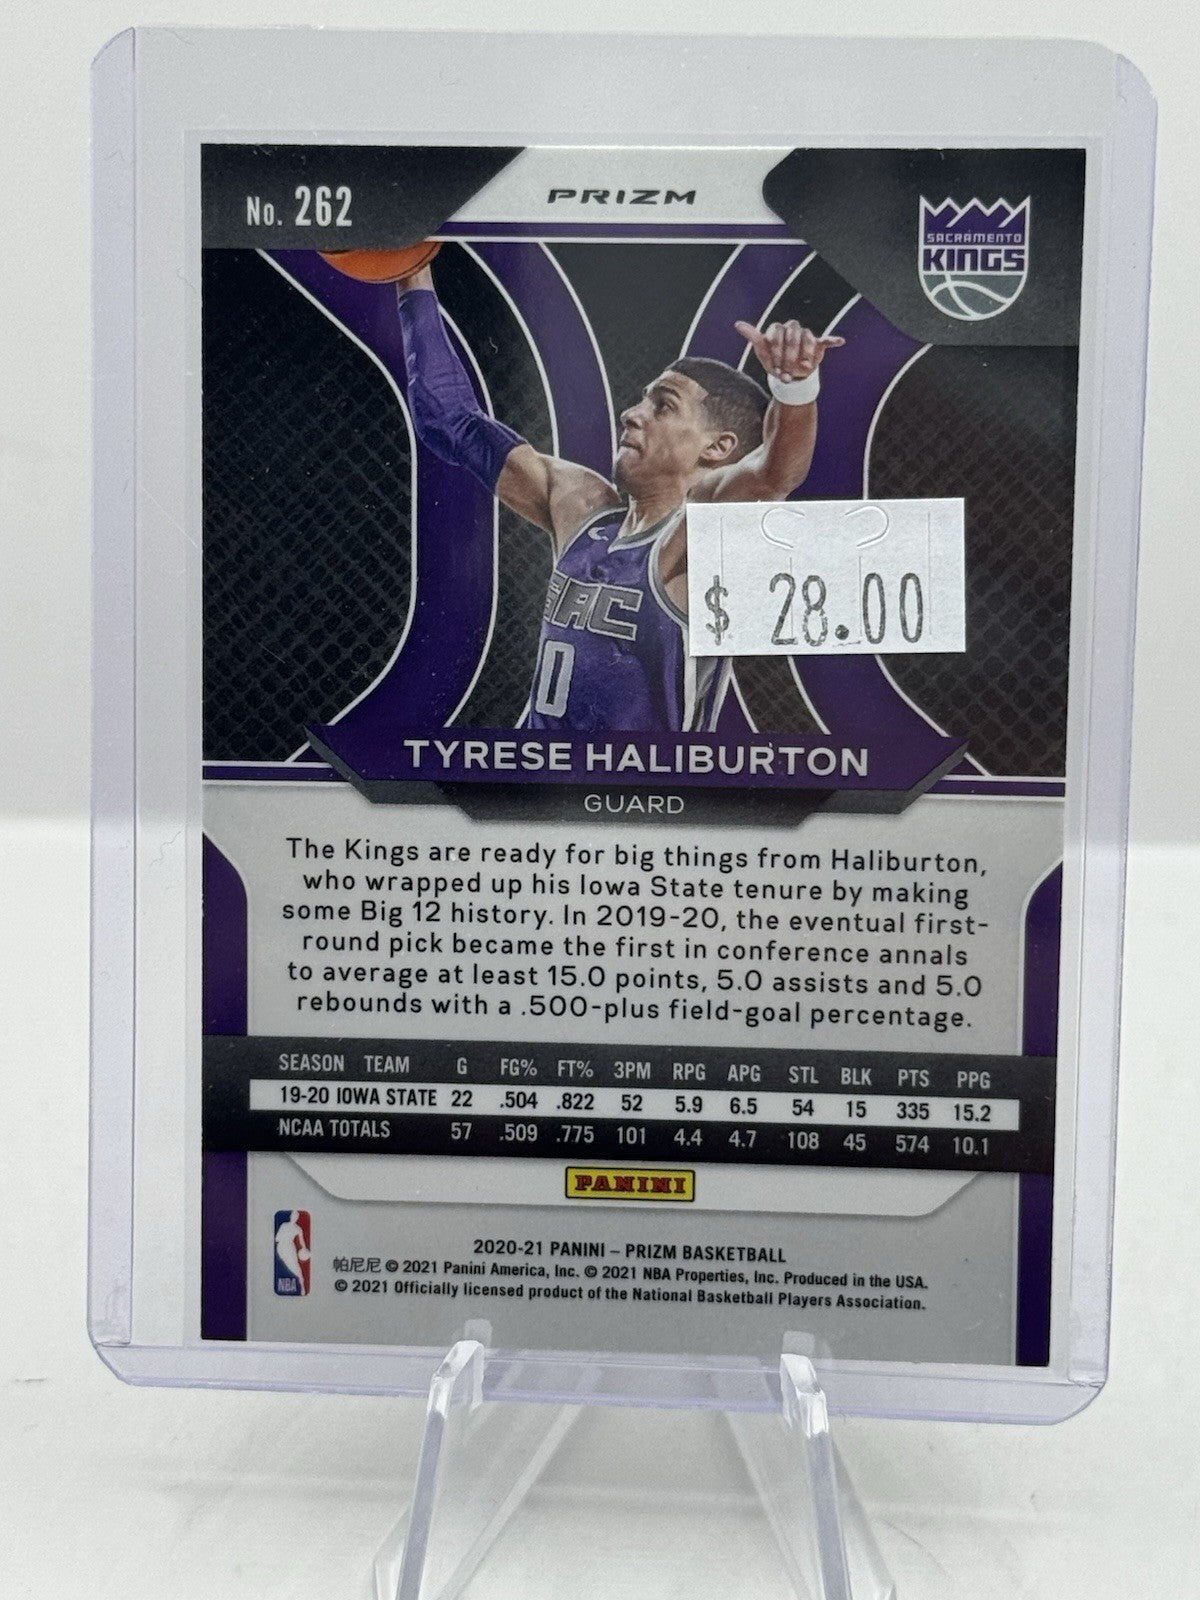 No. 262
PRIZM
SACRAMENTO
KINGS
SAC
0
$ 28.00
TYRESE HALIBURTON
GUARD
The Kings are ready for big things from Haliburton,
who wrapped up his Iowa State tenure by making
some Big 12 history. In 2019-20, the eventual first-
round pick became the first in conference annals
to average at least 15.0 points, 5.0 assists and 5.0
rebounds with a .500-plus field-goal percentage.
SEASON TEAM G FG% FT% 3PM RPG APG STL BLK PTS PPG
19-20 IOWA STATE 22 .504 .822 52 5.9 6.5 54 15 335 15.2
NCAA TOTALS 57 .509 .775 101 4.4 4.7 108 45 574 10.1
PANINI
NBA
2020-21 PANINI – PRIZM BASKETBALL
帕尼尼 © 2021 Panini America, Inc. © 2021 NBA Properties, Inc. Produced in the USA.
© 2021 Officially licensed product of the National Basketball Players Association.